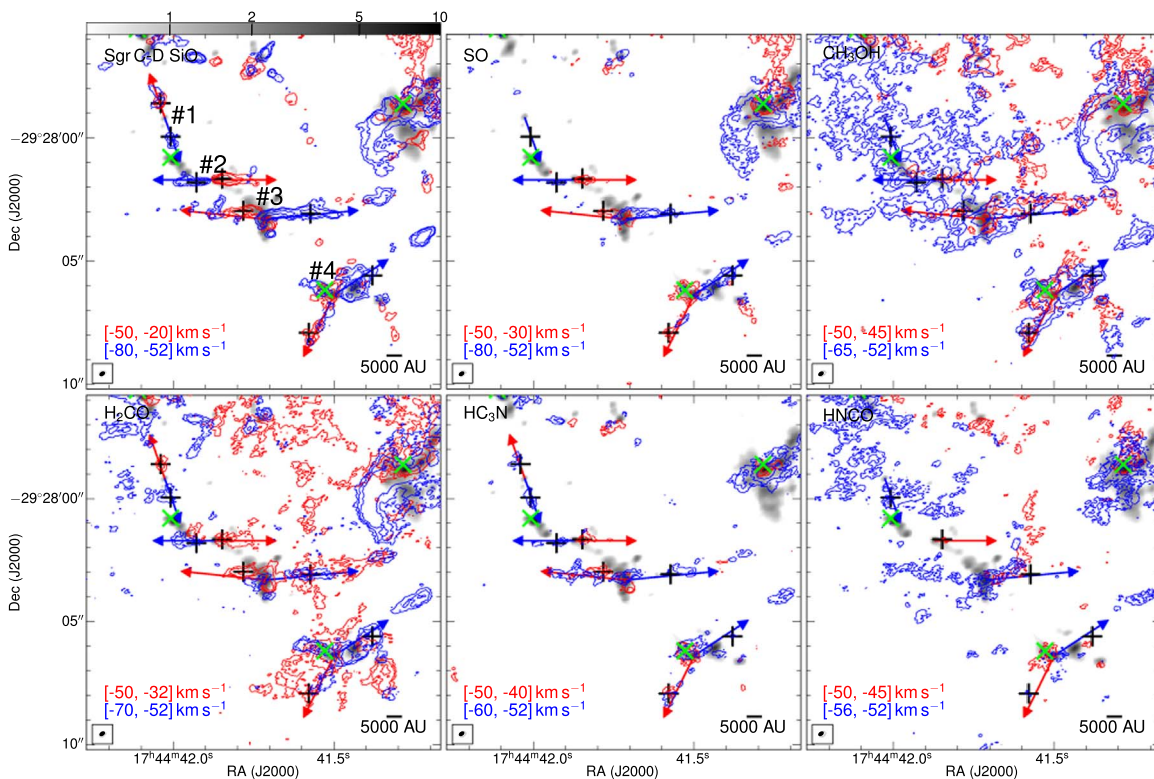 1 2 5 10
Sgr C-D SiO
SO
CH₃OH
#1
#2
#3
#4
−29°28′00″
05″
10″
Dec (J2000)
[-50, -20] km s⁻¹
[-80, -52] km s⁻¹
5000 AU
[-50, -30] km s⁻¹
[-80, -52] km s⁻¹
5000 AU
[-50, -45] km s⁻¹
[-65, -52] km s⁻¹
5000 AU
H₂CO
HC₃N
HNCO
−29°28′00″
05″
10″
Dec (J2000)
[-50, -32] km s⁻¹
[-70, -52] km s⁻¹
5000 AU
[-50, -40] km s⁻¹
[-60, -52] km s⁻¹
5000 AU
[-50, -45] km s⁻¹
[-56, -52] km s⁻¹
5000 AU
17ʰ44ᵐ42.0ˢ 41.5ˢ
RA (J2000)
17ʰ44ᵐ42.0ˢ 41.5ˢ
RA (J2000)
17ʰ44ᵐ42.0ˢ 41.5ˢ
RA (J2000)